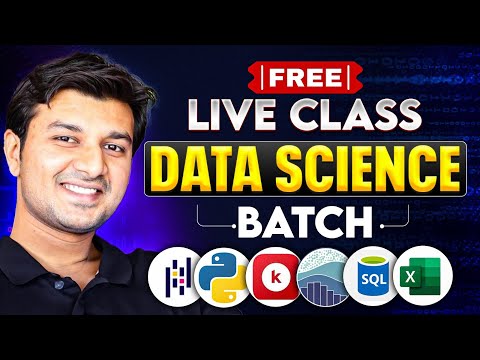 FREE
LIVE CLASS
DATA SCIENCE
BATCH
K
SQL
X